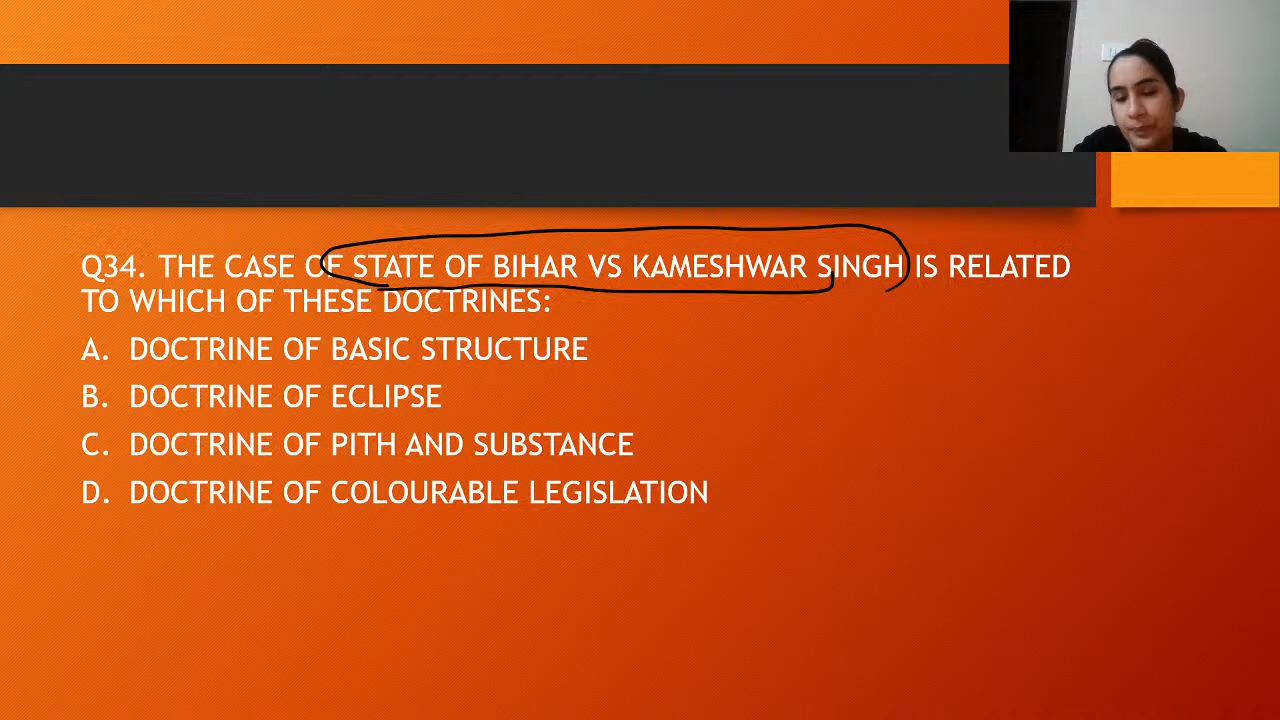 Q34. THE CASE OF STATE OF BIHAR VS KAMESHWAR SINGH IS RELATED
TO WHICH OF THESE DOCTRINES:
A. DOCTRINE OF BASIC STRUCTURE
B. DOCTRINE OF ECLIPSE
C. DOCTRINE OF PITH AND SUBSTANCE
D. DOCTRINE OF COLOURABLE LEGISLATION